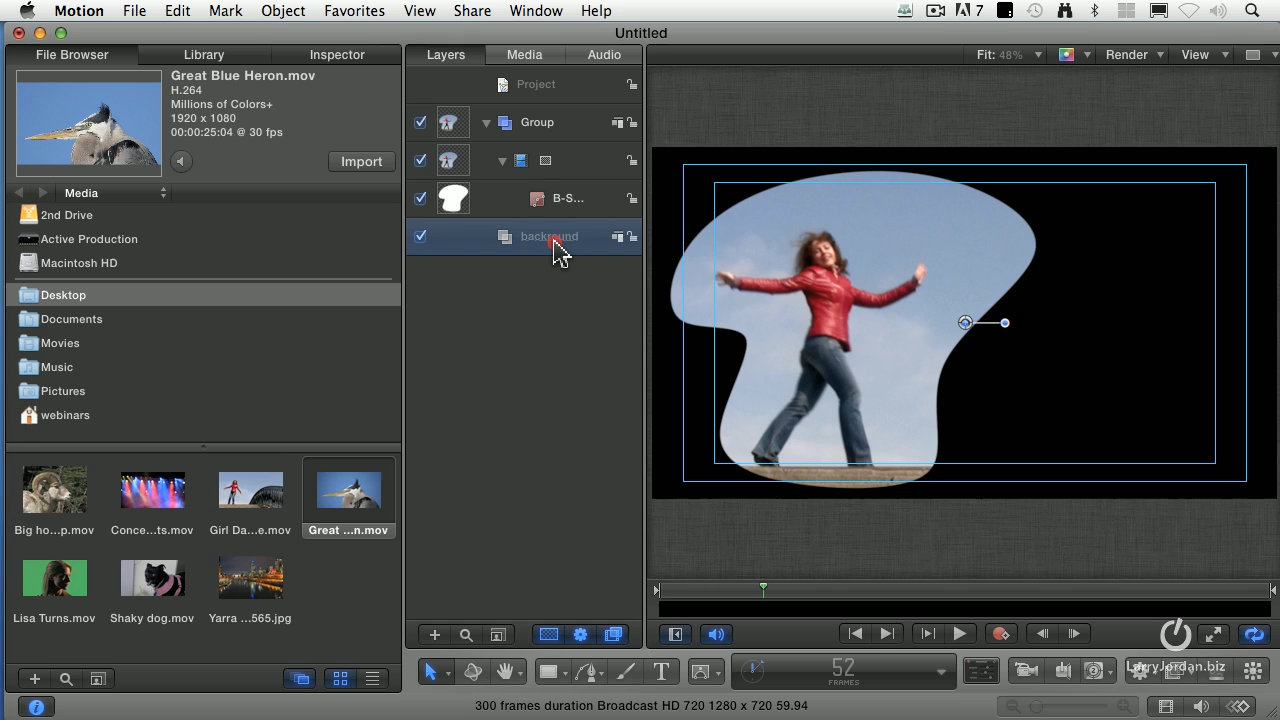 Motion File Edit Mark Object Favorites View Share Window Help 7
Untitled
File Browser Library Inspector Layers Media Audio Fit: 48% Render View
Great Blue Heron.mov
H.264
Millions of Colors+
1920 x 1080
00:00:25:04 @ 30 fps
Import
Project
Group
B-S...
backround
Media
2nd Drive
Active Production
Macintosh HD
Desktop
Documents
Movies
Music
Pictures
webinars
Big ho...p.mov Conce...ts.mov Girl Da...e.mov Great ...n.mov
Lisa Turns.mov Shaky dog.mov Yarra ...565.jpg
T
52
FRAMES
LarryJordan.biz
300 frames duration Broadcast HD 720 1280 x 720 59.94